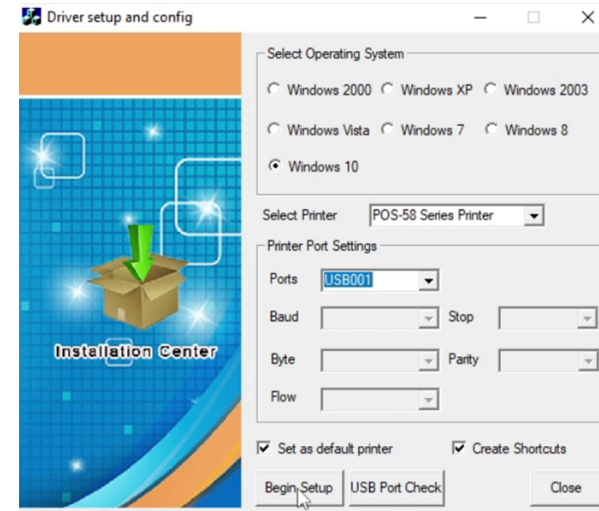 Driver setup and config
Select Operating System
Windows 2000 Windows XP Windows 2003
Windows Vista Windows 7 Windows 8
Windows 10
Select Printer POS-58 Series Printer
Printer Port Settings
Ports USB001
Baud Stop
Byte Parity
Flow
Set as default printer Create Shortcuts
Begin Setup USB Port Check Close
Installation Center